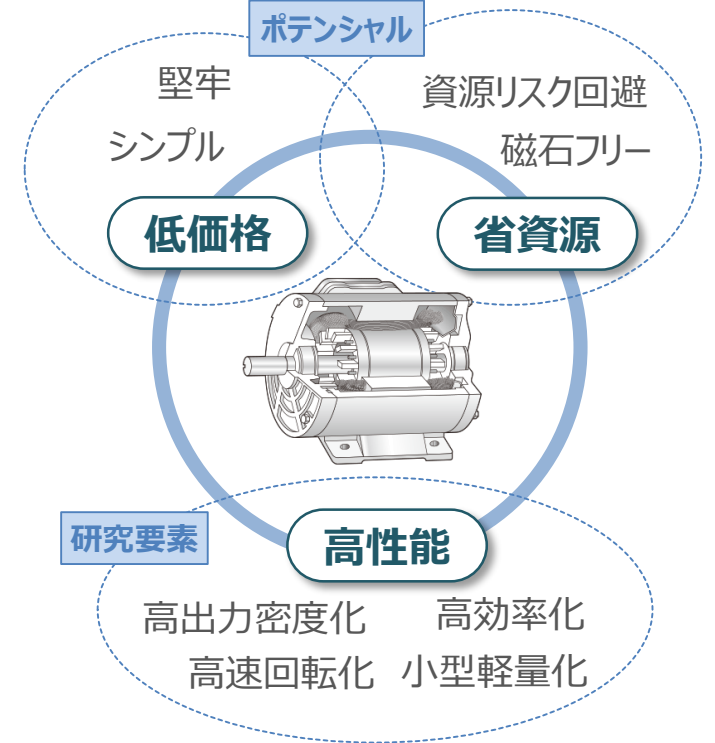 ポテンシャル
堅牢
シンプル
低価格
資源リスク回避
磁石フリー
省資源
研究要素
高性能
高出力密度化 高効率化
高速回転化 小型軽量化